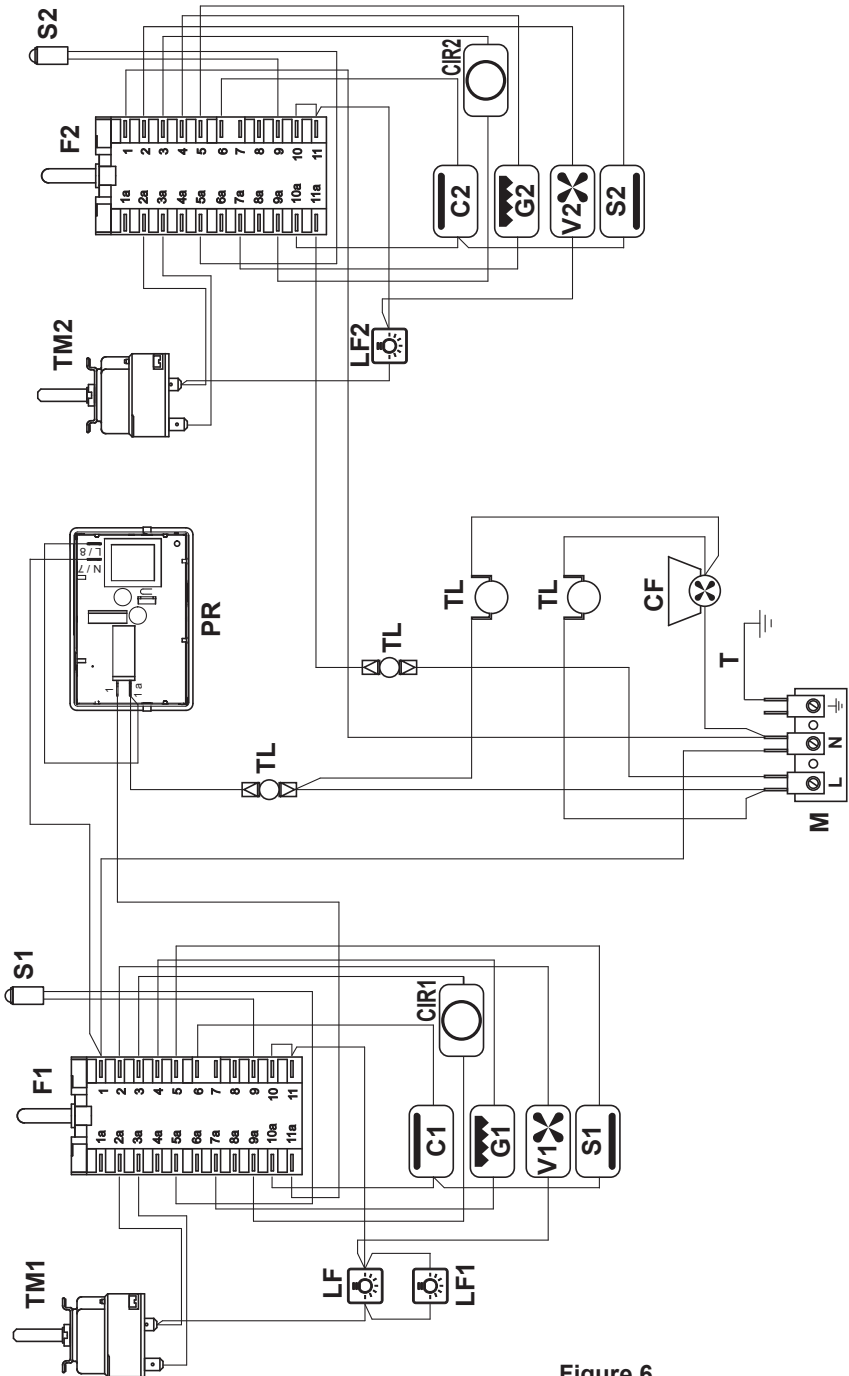 TM1
F1
1a
2a
3a
4a
5a
6a
7a
8a
9a
10a
11a
1
2
3
4
5
6
7
8
9
10
11
S1
LF
LF1
C1
G1
V1
S1
CIR1
PR
N / 7
L / 8
1
1 a
TL
TL
TL
TL
CF
T
M
L
N
TM2
F2
1a
2a
3a
4a
5a
6a
7a
8a
9a
10a
11a
1
2
3
4
5
6
7
8
9
10
11
S2
LF2
C2
G2
V2
S2
CIR2
Figure 6